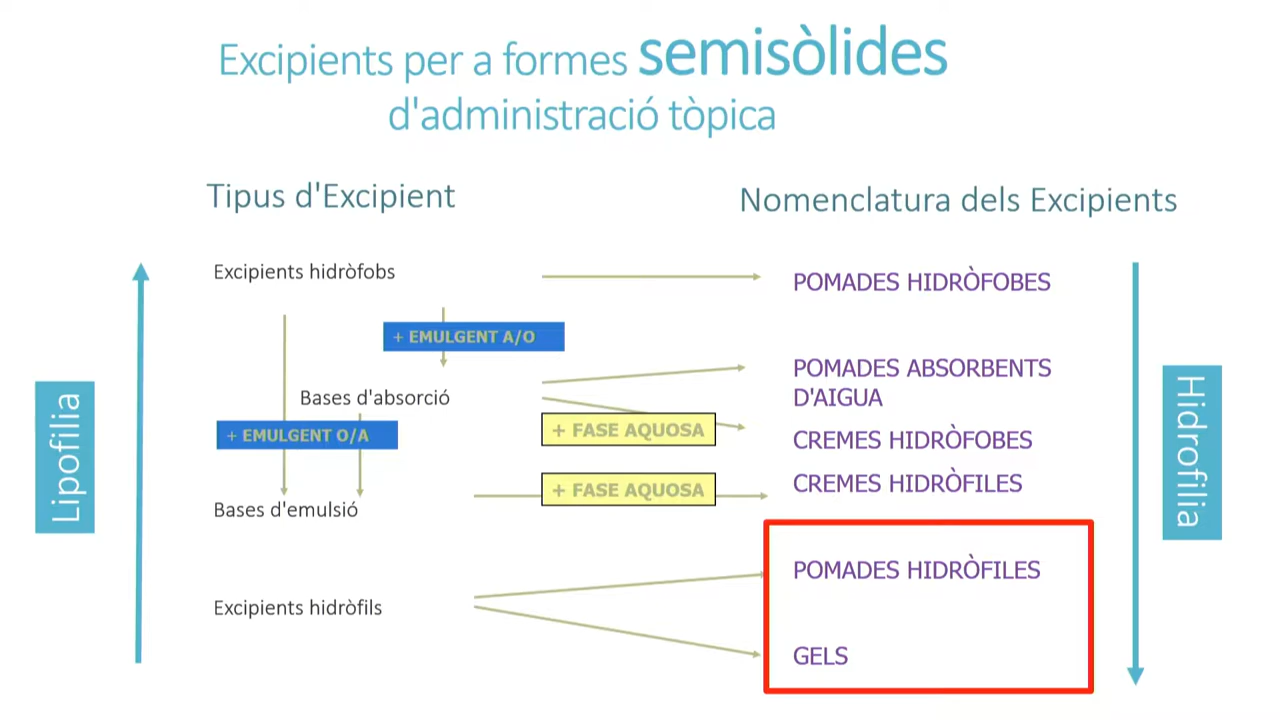 Excipients per a formes semisòlides
d'administració tòpica
Tipus d'Excipient
Nomenclatura dels Excipients
Excipients hidròfobs
POMADES HIDRÒFOBES
+ EMULGENT A/O
POMADES ABSORBENTS
D'AIGUA
Bases d'absorció
+ FASE AQUOSA
+ EMULGENT O/A
CREMES HIDRÒFOBES
CREMES HIDRÒFILES
+ FASE AQUOSA
Bases d'emulsió
POMADES HIDRÒFILES
Excipients hidròfils
GELS
Lipofilia
Hidrofilia